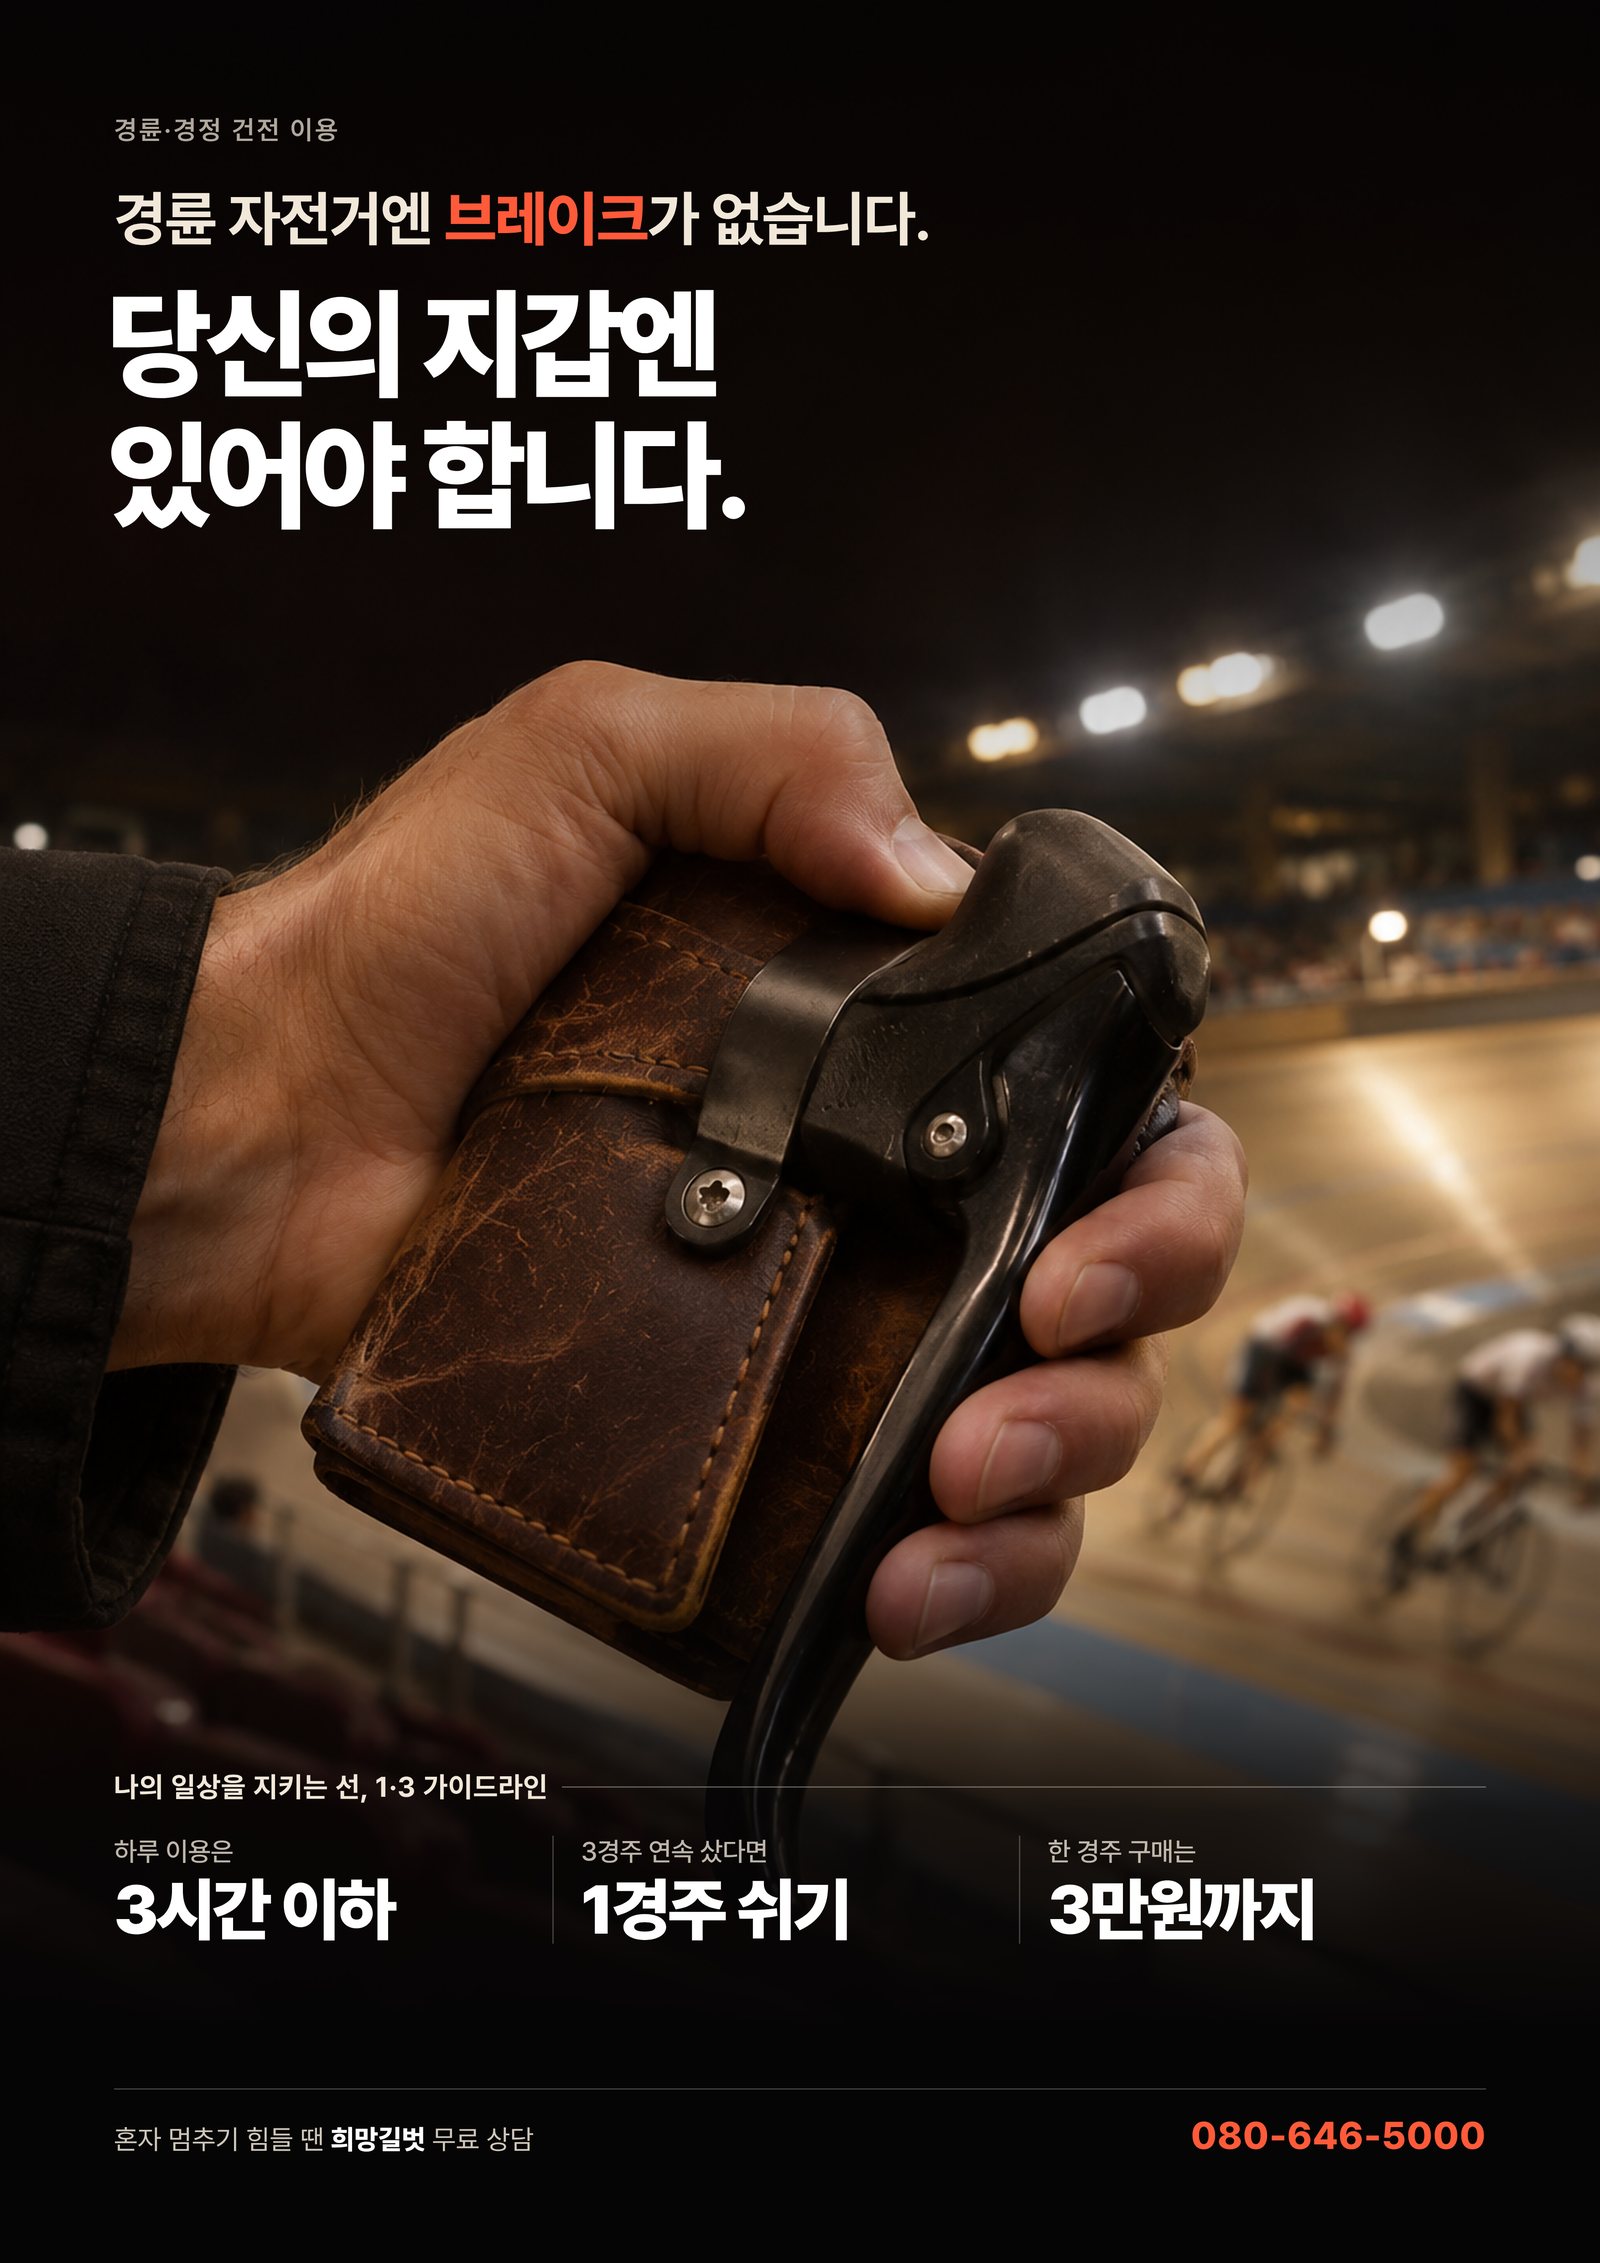 경륜·경정 건전 이용
경륜 자전거엔 브레이크가 없습니다.
당신의 지갑엔
있어야 합니다.
나의 일상을 지키는 선, 1·3 가이드라인
하루 이용은
3시간 이하
3경주 연속 샀다면
1경주 쉬기
한 경주 구매는
3만원까지
혼자 멈추기 힘들 땐 희망길벗 무료 상담
080-646-5000